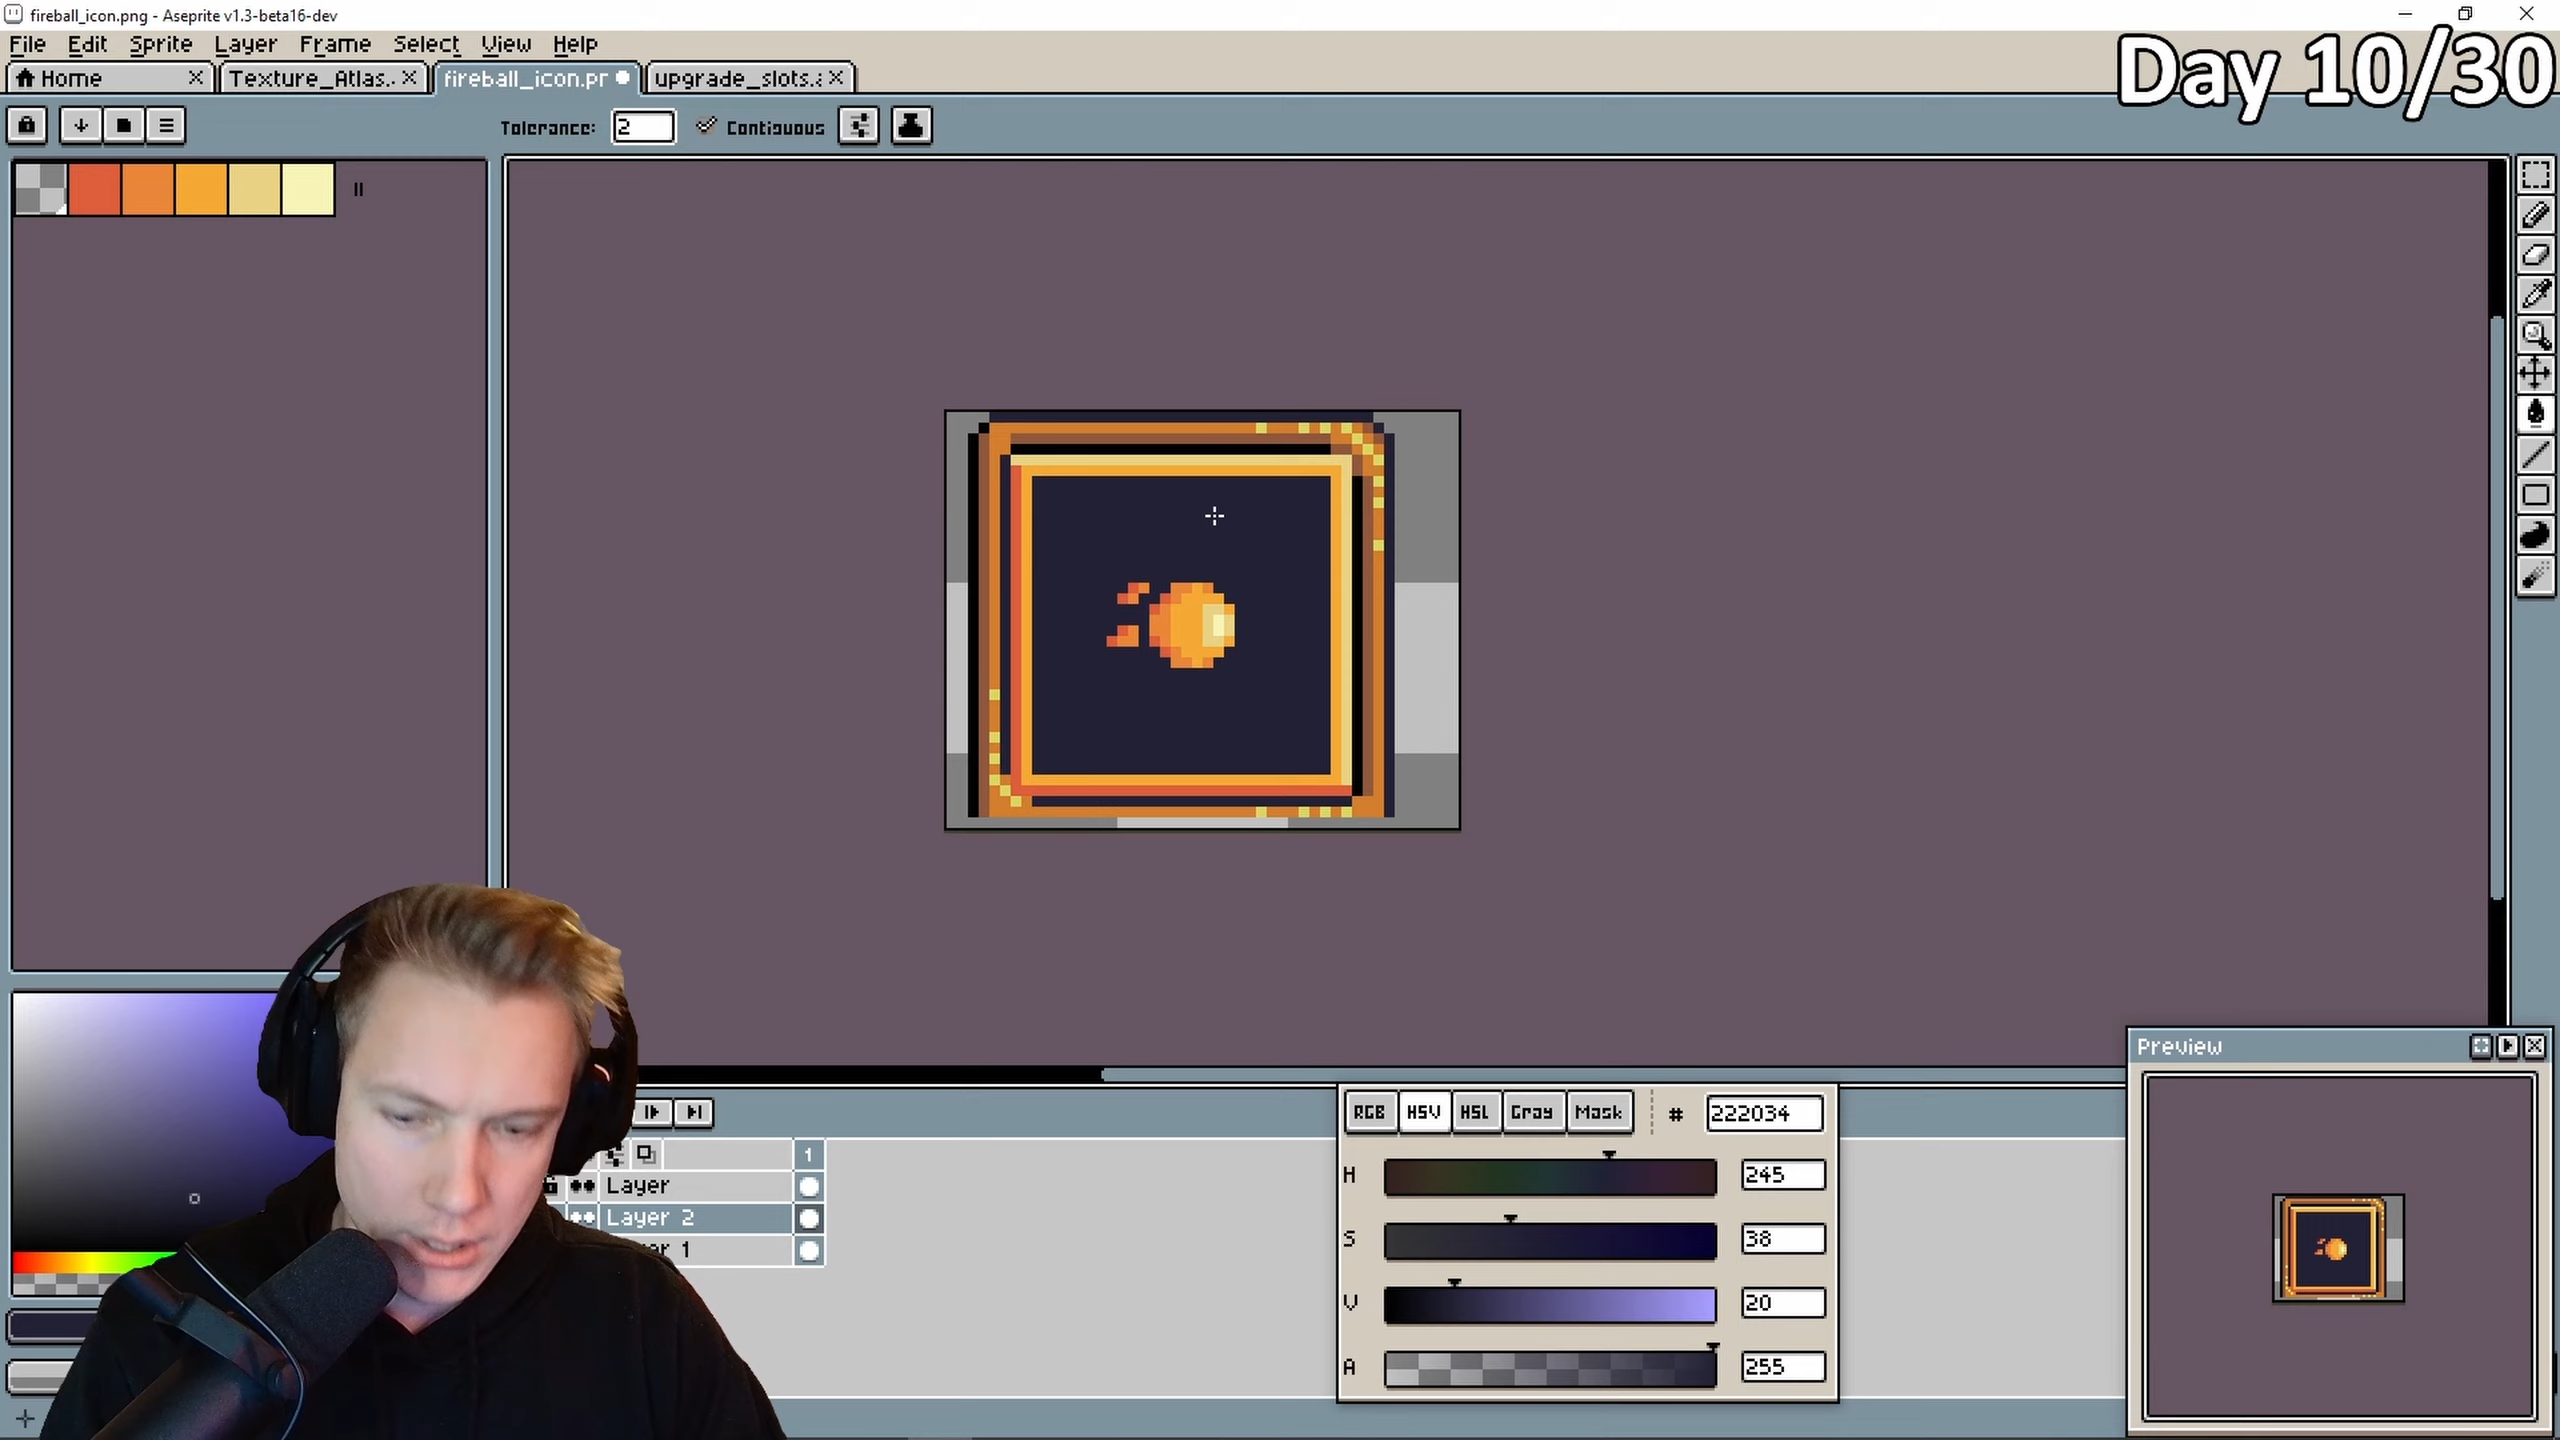 fireball_icon.png - Aseprite v1.3-beta16-dev
File Edit Sprite Layer Frame Select View Help
Day 10/30
Home
Texture_Atlas.
fireball_icon.pr
upgrade_slots.
Tolerance: 2 Contiguous
Preview
RGB HSV HSL Gray Mask # 222034
1
H 245
Layer
Layer 2
S 38
er 1
V 20
A 255